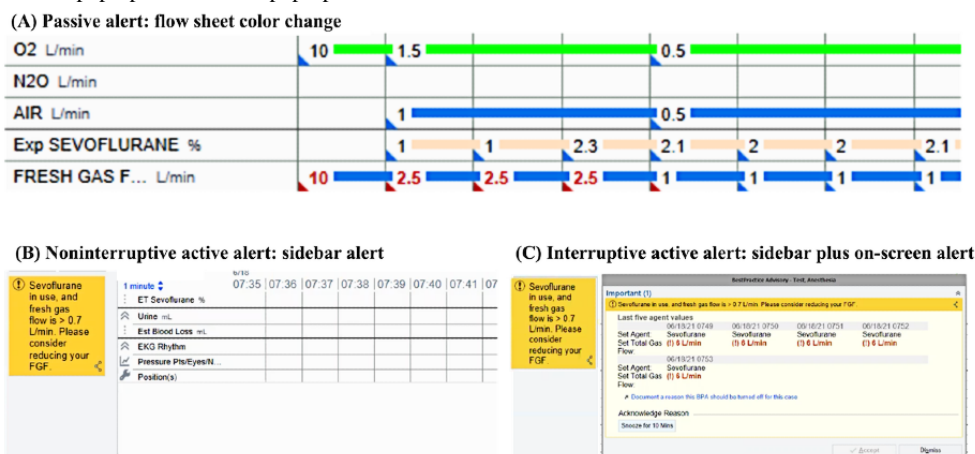 (A) Passive alert: flow sheet color change
O2 L/min 10 1.5 0.5
N2O L/min
AIR L/min 1 0.5
Exp SEVOFLURANE % 1 1 2.3 2.1 2 2 2.1
FRESH GAS F... L/min 10 2.5 2.5 2.5 1 1 1 1
(B) Noninterruptive active alert: sidebar alert
Sevoflurane
in use, and
fresh gas
flow is > 0.7
L/min. Please
consider
reducing your
FGF.
6/18
1 minute 07:35 07:36 07:37 07:38 07:39 07:40 07:41 07
ET Sevoflurane %
Urine mL
Est Blood Loss mL
EKG Rhythm
Pressure Pts/Eyes/N...
Position(s)
(C) Interruptive active alert: sidebar plus on-screen alert
Sevoflurane
in use, and
fresh gas
flow is > 0.7
L/min. Please
consider
reducing your
FGF.
BestPractice Advisory - Test, Anesthesia
Important (1)
Sevoflurane in use, and fresh gas flow is > 0.7 L/min. Please consider reducing your FGF.
Last five agent values
06/18/21 0749 06/18/21 0750 06/18/21 0751 06/18/21 0752
Set Agent Sevoflurane Sevoflurane Sevoflurane Sevoflurane
Set Total Gas (!) 6 L/min (!) 6 L/min (!) 6 L/min (!) 6 L/min
Flow
06/18/21 0753
Set Agent Sevoflurane
Set Total Gas (!) 6 L/min
Flow
Document a reason this BPA should be turned off for this case
Acknowledge Reason
Snooze for 10 Mins
Accept Dismiss